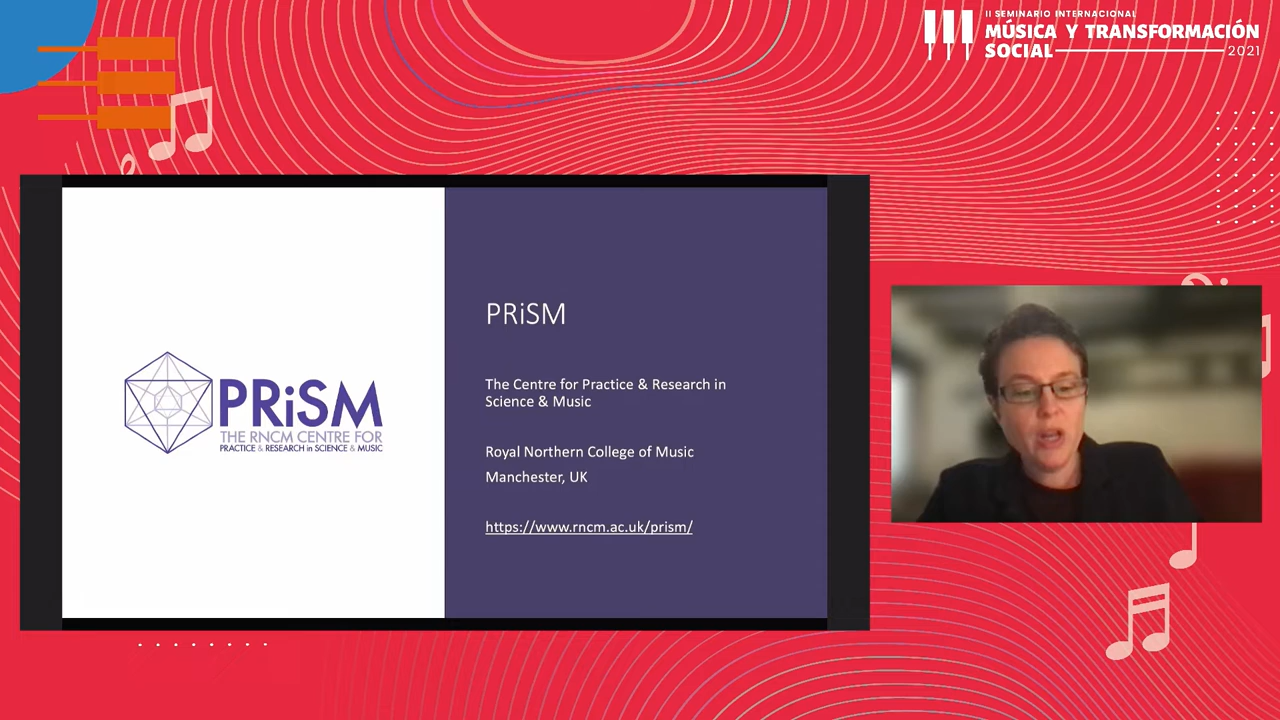 II SEMINARIO INTERNACIONAL
MÚSICA Y TRANSFORMACIÓN
SOCIAL
2021
PRiSM
THE RNCM CENTRE FOR
PRACTICE & RESEARCH in SCIENCE & MUSIC
PRiSM
The Centre for Practice & Research in
Science & Music
Royal Northern College of Music
Manchester, UK
https://www.rncm.ac.uk/prism/